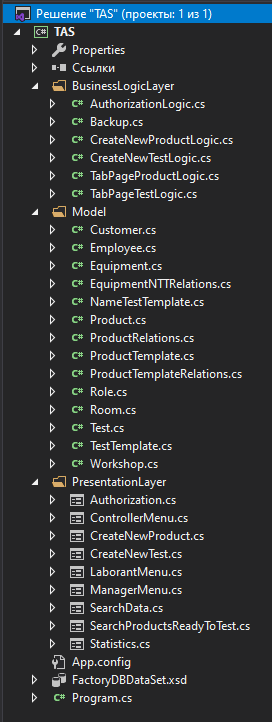 Решение "TAS" (проекты: 1 из 1)
TAS
Properties
Ссылки
BusinessLogicLayer
AuthorizationLogic.cs
Backup.cs
CreateNewProductLogic.cs
CreateNewTestLogic.cs
TabPageProductLogic.cs
TabPageTestLogic.cs
Model
Customer.cs
Employee.cs
Equipment.cs
EquipmentNTTRelations.cs
NameTestTemplate.cs
Product.cs
ProductRelations.cs
ProductTemplate.cs
ProductTemplateRelations.cs
Role.cs
Room.cs
Test.cs
TestTemplate.cs
Workshop.cs
PresentationLayer
Authorization.cs
ControllerMenu.cs
CreateNewProduct.cs
CreateNewTest.cs
LaborantMenu.cs
ManagerMenu.cs
SearchData.cs
SearchProductsReadyToTest.cs
Statistics.cs
App.config
FactoryDBDataSet.xsd
Program.cs